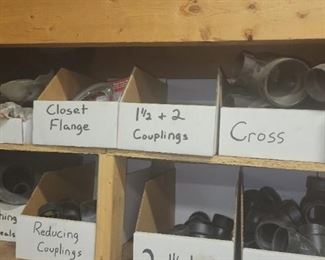 Closet
Flange
1½ + 2
Couplings
Cross
Reducing
Couplings